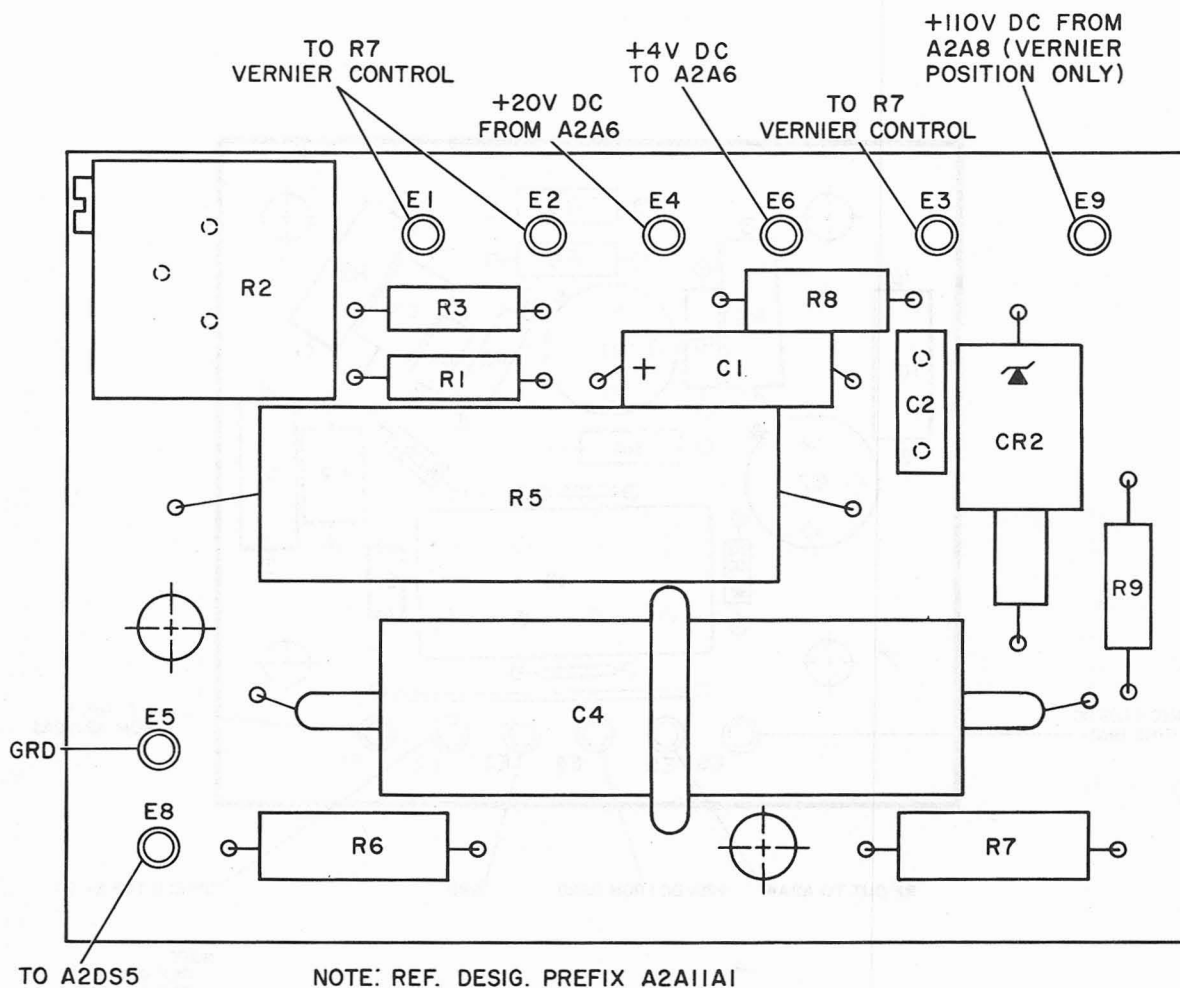 +110V DC FROM
A2A8 (VERNIER
POSITION ONLY)
TO R7
VERNIER CONTROL
+4V DC
TO A2A6
+20V DC
FROM A2A6
TO R7
VERNIER CONTROL
E1
E2
E4
E6
E3
E9
R2
R3
R8
R1
+
C1
C2
CR2
R5
R9
C4
E5
GRD
E8
R6
R7
TO A2DS5
NOTE: REF. DESIG. PREFIX A2A11A1